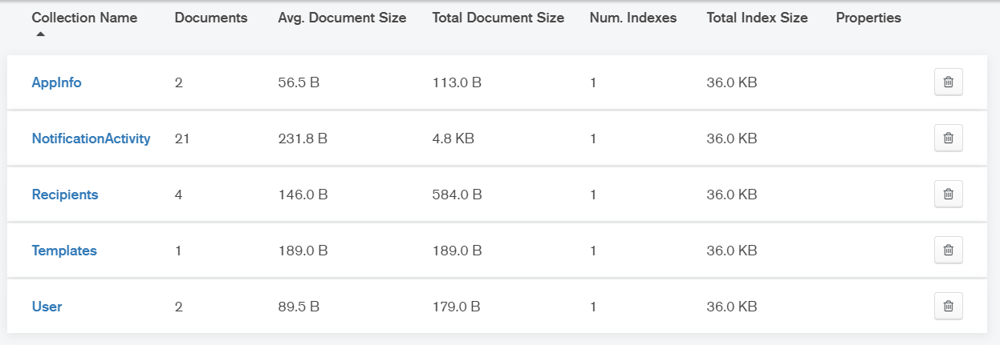 Collection Name Documents Avg. Document Size Total Document Size Num. Indexes Total Index Size Properties
AppInfo 2 56.5 B 113.0 B 1 36.0 KB
NotificationActivity 21 231.8 B 4.8 KB 1 36.0 KB
Recipients 4 146.0 B 584.0 B 1 36.0 KB
Templates 1 189.0 B 189.0 B 1 36.0 KB
User 2 89.5 B 179.0 B 1 36.0 KB